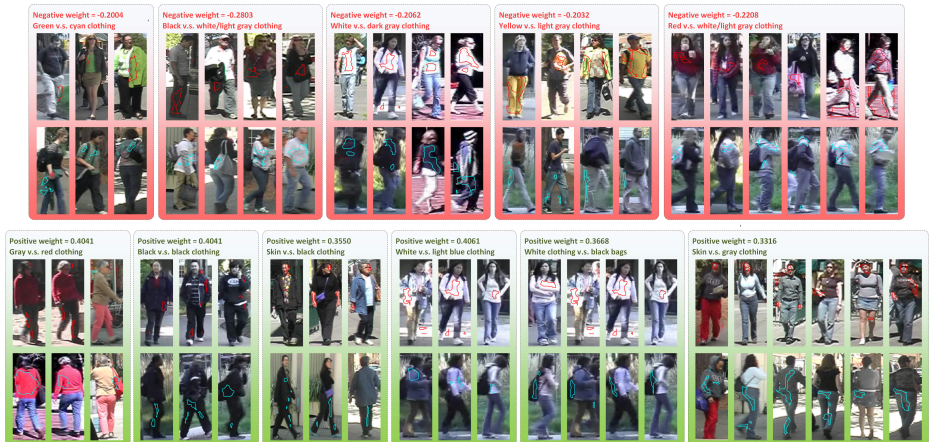 Negative weight = -0.2004
Green v.s. cyan clothing
Negative weight = -0.2803
Black v.s. white/light gray clothing
Negative weight = -0.2062
White v.s. dark gray clothing
Negative weight = -0.2032
Yellow v.s. light gray clothing
Negative weight = -0.2208
Red v.s. white/light gray clothing
Positive weight = 0.4041
Gray v.s. red clothing
Positive weight = 0.4041
Black v.s. black clothing
Positive weight = 0.3550
Skin v.s. black clothing
Positive weight = 0.4061
White v.s. light blue clothing
Positive weight = 0.3668
White clothing v.s. black bags
Positive weight = 0.3316
Skin v.s. gray clothing